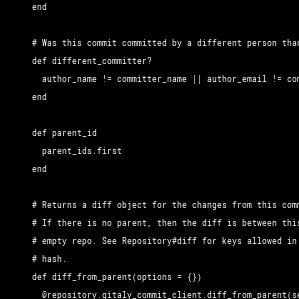 end
# Was this commit committed by a different person than
def different_committer?
author_name != committer_name || author_email != com
end
def parent_id
parent_ids.first
end
# Returns a diff object for the changes from this comm
# If there is no parent, then the diff is between this
# empty repo. See Repository#diff for keys allowed in
# hash.
def diff_from_parent(options = {})
@repository.gitaly_commit_client.diff_from_parent(se